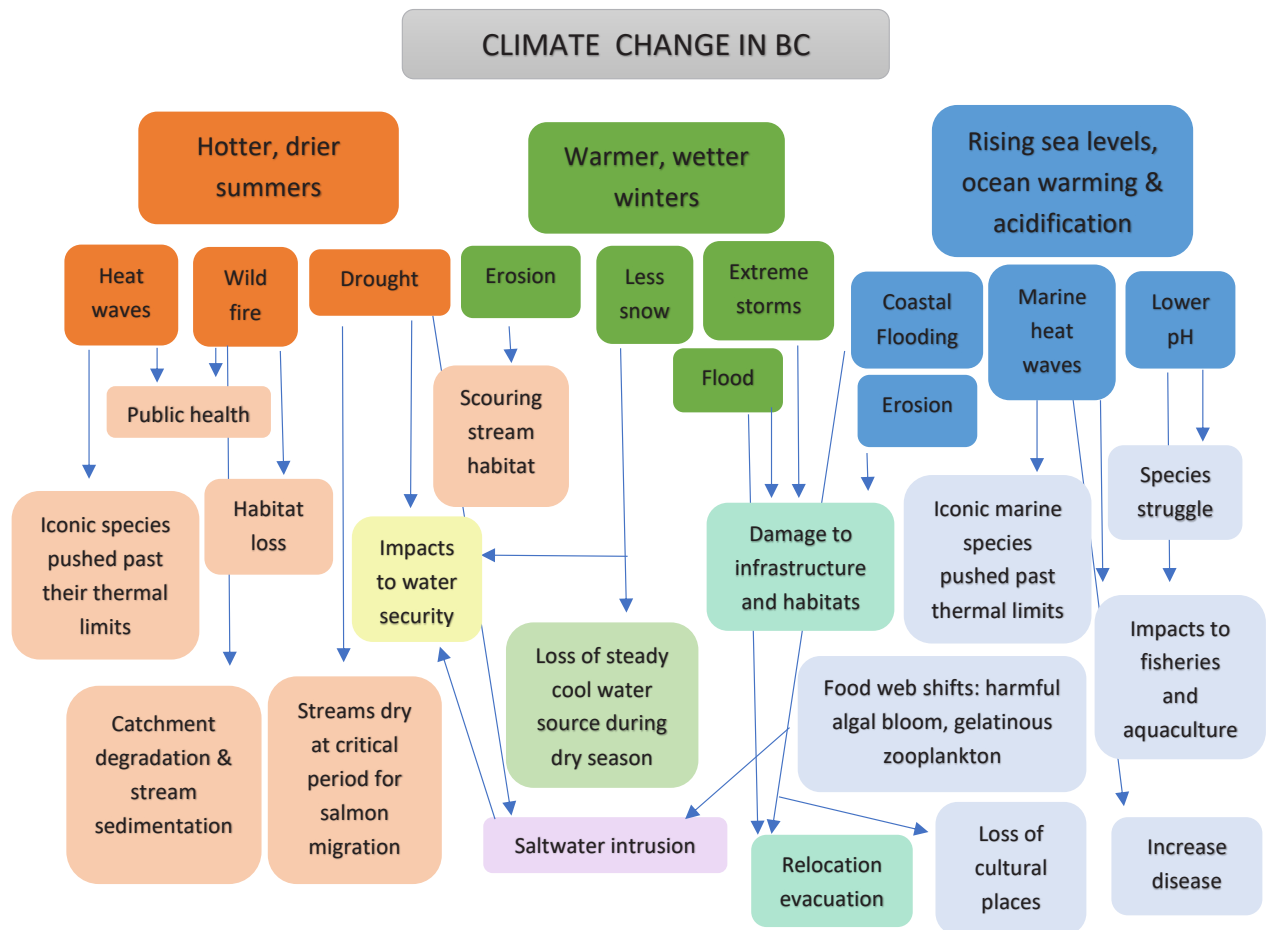 CLIMATE  CHANGE IN BC
Hotter, drier
summers
Warmer, wetter
winters
Rising sea levels,
ocean warming &
acidification
Heat
waves
Wild
fire
Drought
Erosion
Less
snow
Extreme
storms
Flood
Coastal
Flooding
Erosion
Marine
heat
waves
Lower
pH
Public health
Scouring
stream
habitat
Iconic species
pushed past
their thermal
limits
Habitat
loss
Impacts
to water
security
Damage to
infrastructure
and habitats
Iconic marine
species
pushed past
thermal limits
Species
struggle
Catchment
degradation &
stream
sedimentation
Streams dry
at critical
period for
salmon
migration
Loss of steady
cool water
source during
dry season
Food web shifts: harmful
algal bloom, gelatinous
zooplankton
Impacts to
fisheries
and
aquaculture
Saltwater intrusion
Relocation
evacuation
Loss of
cultural
places
Increase
disease